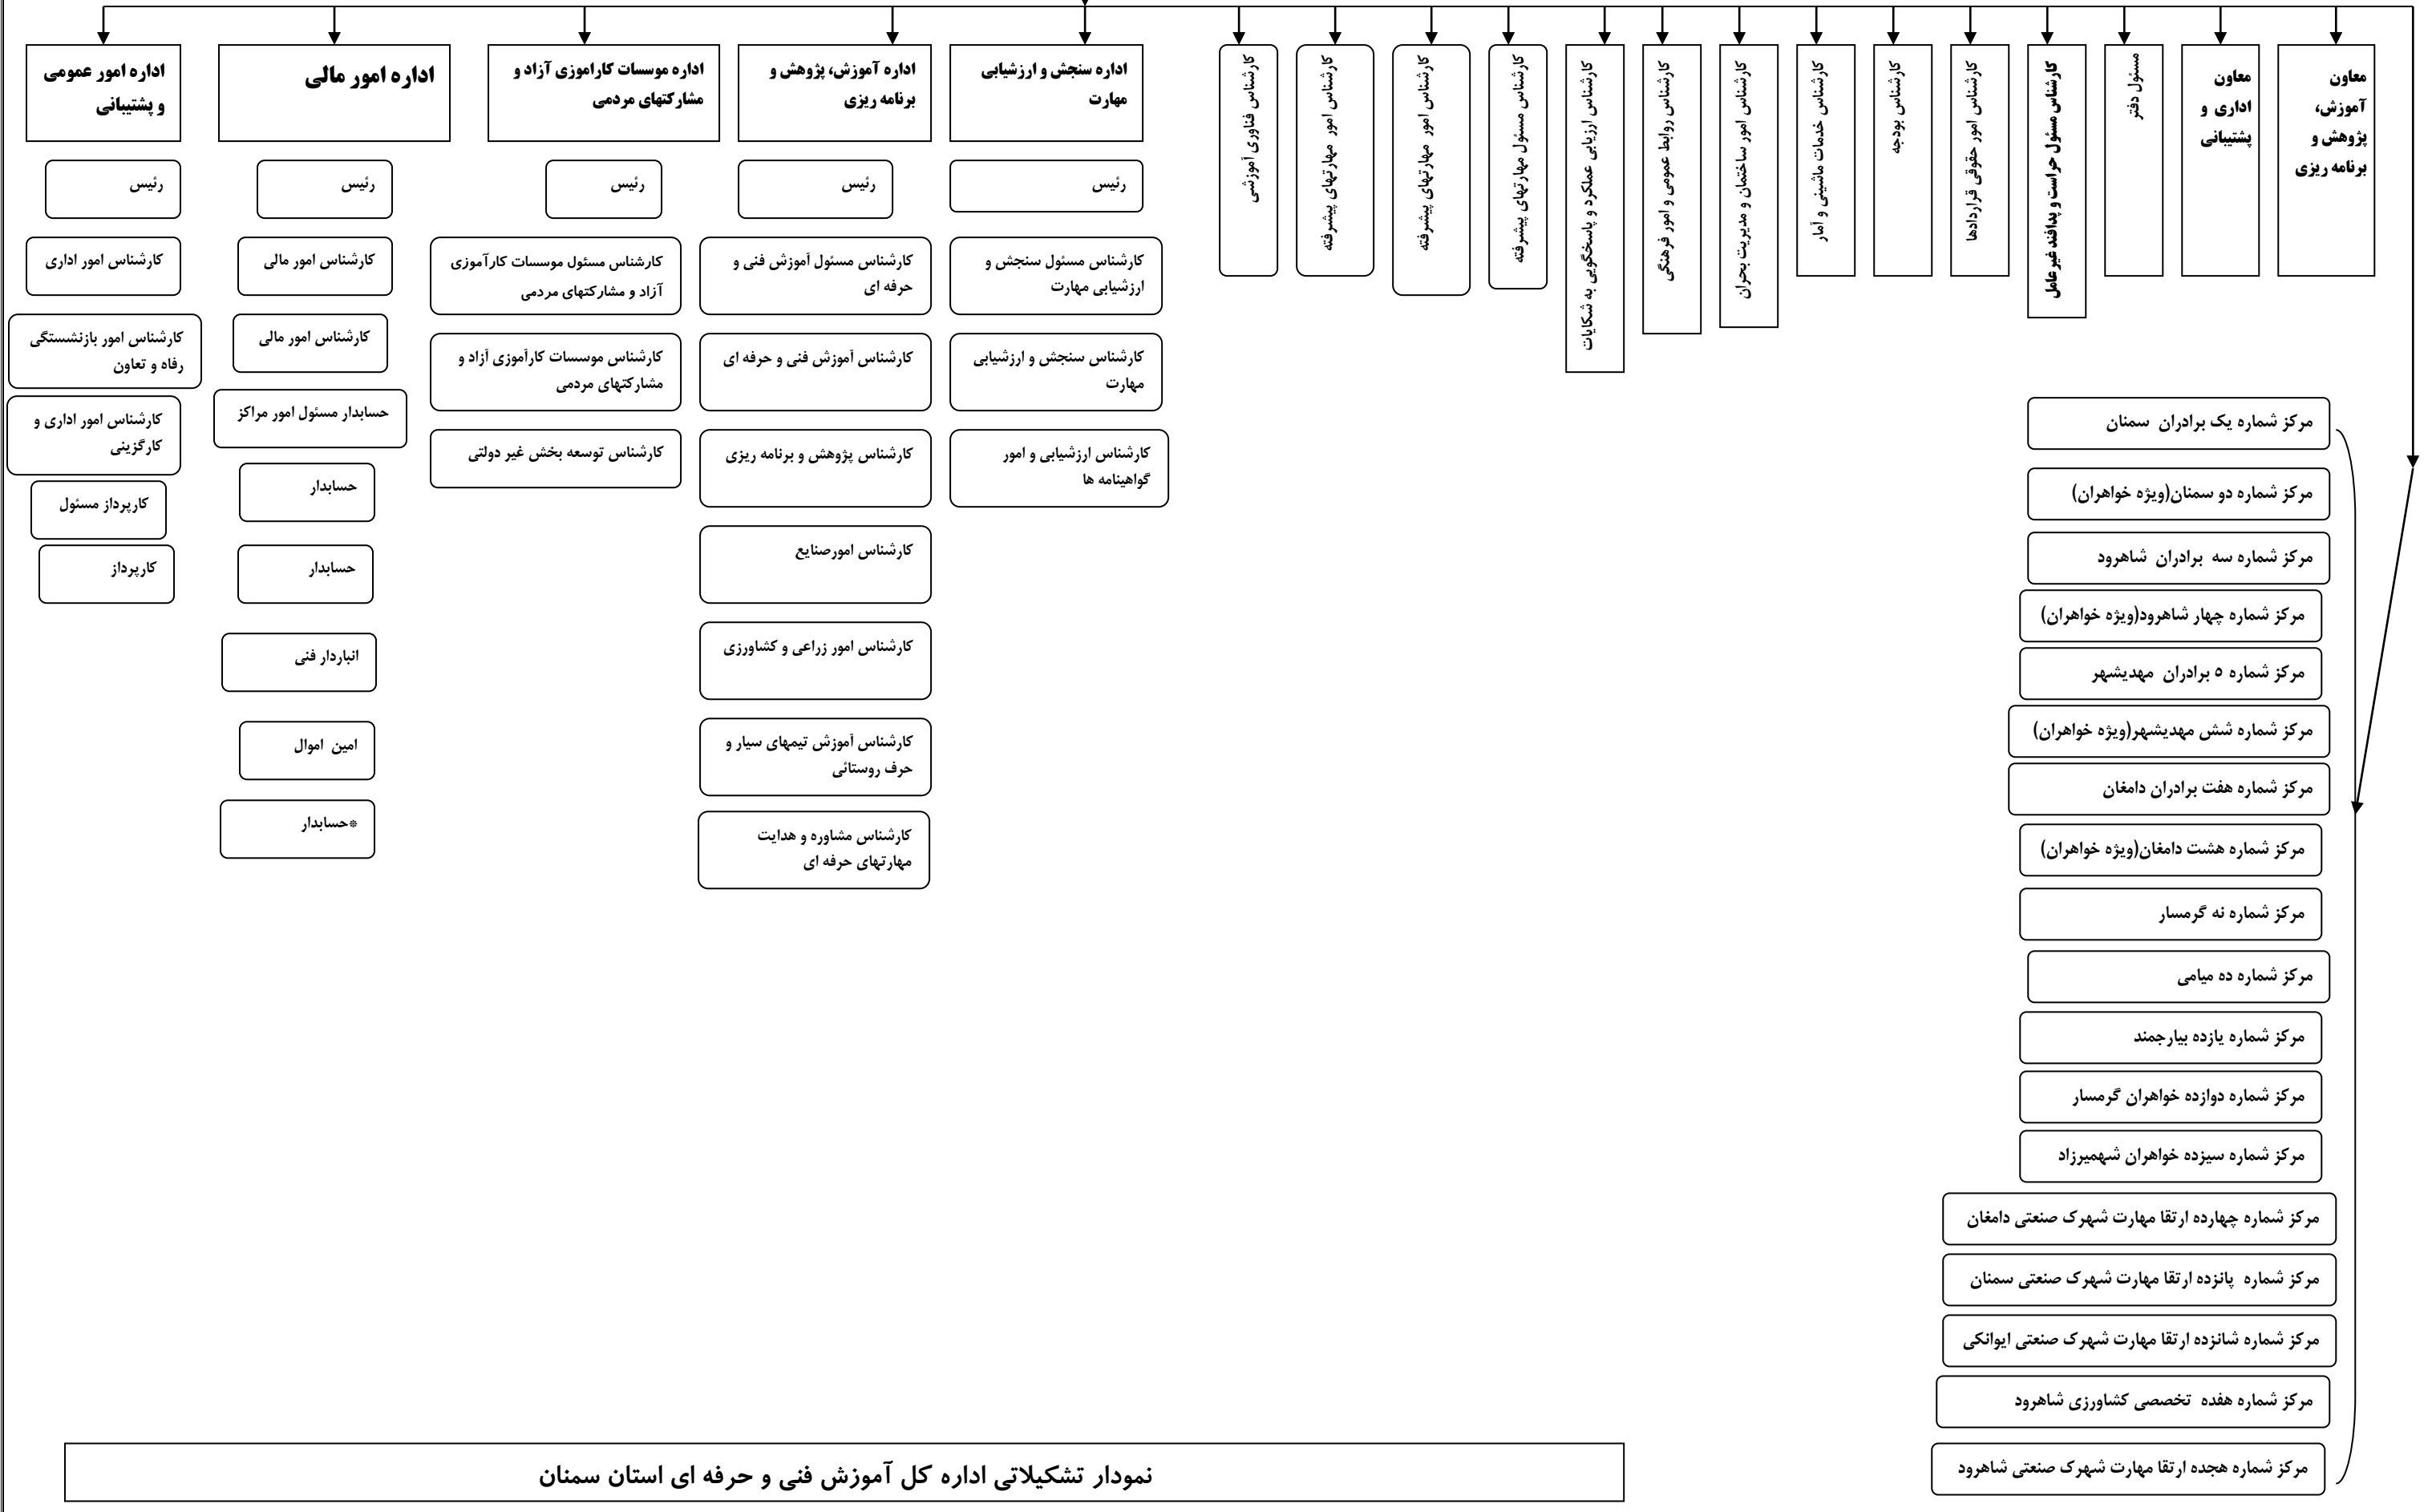 معاون
آموزش،
پژوهش و
برنامه ریزی
معاون
اداری و
پشتیبانی
مسئول دفتر
کارشناس مسئول حراست و پدافند غیر عامل
کارشناس امور حقوقی قراردادها
کارشناس بودجه
کارشناس خدمات ماشینی و آمار
کارشناس امور ساختمان و مدیریت بحران
کارشناس روابط عمومی و امور فرهنگی
کارشناس ارزیابی عملکرد و پاسخگویی به شکایات
کارشناس مسئول مهارتهای پیشرفته
کارشناس امور مهارتهای پیشرفته
کارشناس امور مهارتهای پیشرفته
کارشناس فناوری آموزشی
اداره سنجش و ارزشیابی
مهارت
رئیس
کارشناس مسئول سنجش و
ارزشیابی مهارت
کارشناس سنجش و ارزشیابی
مهارت
کارشناس ارزشیابی و امور
گواهینامه ها
اداره آموزش، پژوهش و
برنامه ریزی
رئیس
کارشناس مسئول آموزش فنی و
حرفه ای
کارشناس آموزش فنی و حرفه ای
کارشناس پژوهش و برنامه ریزی
کارشناس امورصنایع
کارشناس امور زراعی و کشاورزی
کارشناس آموزش تیمهای سیار و
حرف روستائی
کارشناس مشاوره و هدایت
مهارتهای حرفه ای
اداره موسسات کاراموزی آزاد و
مشارکتهای مردمی
رئیس
کارشناس مسئول موسسات کارآموزی
آزاد و مشارکتهای مردمی
کارشناس موسسات کارآموزی آزاد و
مشارکتهای مردمی
کارشناس توسعه بخش غیر دولتی
اداره امور مالی
رئیس
کارشناس امور مالی
کارشناس امور مالی
حسابدار مسئول امور مراکز
حسابدار
حسابدار
انباردار فنی
امین اموال
*حسابدار
اداره امور عمومی
و پشتیبانی
رئیس
کارشناس امور اداری
کارشناس امور بازنشستگی
رفاه و تعاون
کارشناس امور اداری و
کارگزینی
کارپرداز مسئول
کارپرداز
مرکز شماره یک برادران سمنان
مرکز شماره دو سمنان(ویژه خواهران)
مرکز شماره سه برادران شاهرود
مرکز شماره چهار شاهرود(ویژه خواهران)
مرکز شماره ۵ برادران مهدیشهر
مرکز شماره شش مهدیشهر(ویژه خواهران)
مرکز شماره هفت برادران دامغان
مرکز شماره هشت دامغان(ویژه خواهران)
مرکز شماره نه گرمسار
مرکز شماره ده میامی
مرکز شماره یازده بیارجمند
مرکز شماره دوازده خواهران گرمسار
مرکز شماره سیزده خواهران شهمیرزاد
مرکز شماره چهارده ارتقا مهارت شهرک صنعتی دامغان
مرکز شماره پانزده ارتقا مهارت شهرک صنعتی سمنان
مرکز شماره شانزده ارتقا مهارت شهرک صنعتی ایوانکی
مرکز شماره هفده تخصصی کشاورزی شاهرود
مرکز شماره هجده ارتقا مهارت شهرک صنعتی شاهرود
نمودار تشکیلاتی اداره کل آموزش فنی و حرفه ای استان سمنان